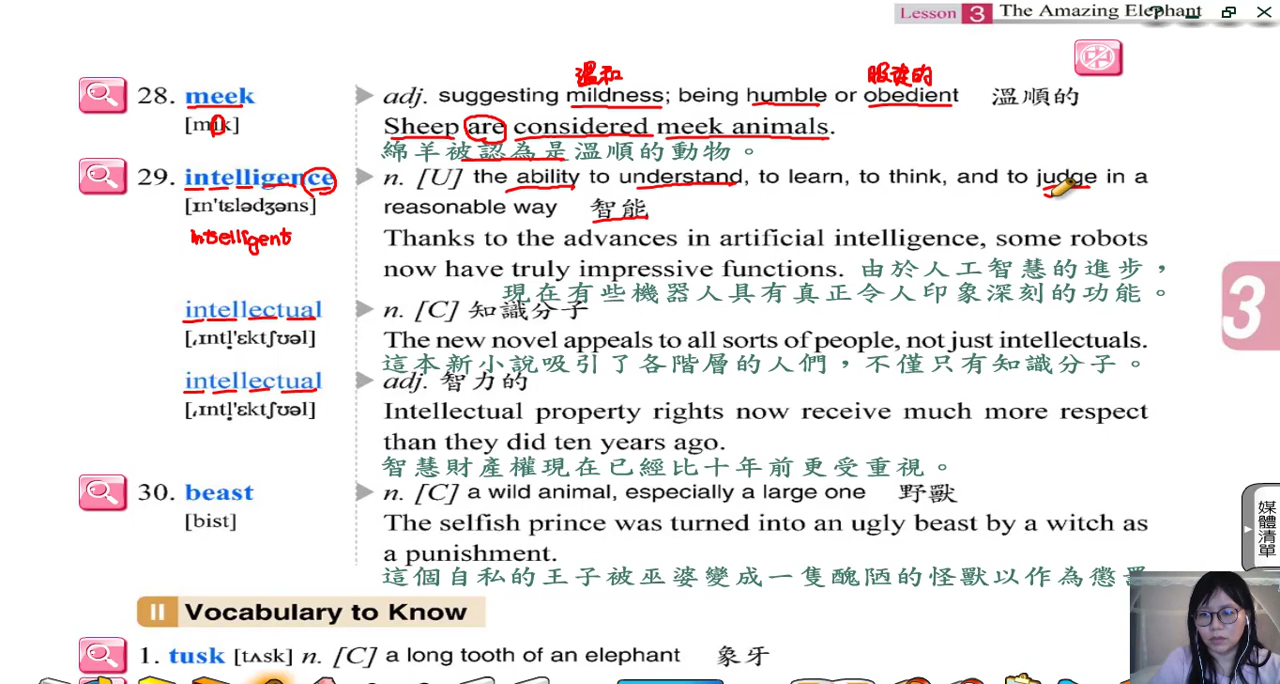 Lesson 3 The Amazing Elephant
溫和 服從的
28. meek adj. suggesting mildness; being humble or obedient 溫順的
[mik] Sheep are considered meek animals.
綿羊被認為是溫順的動物。
29. intelligence n. [U] the ability to understand, to learn, to think, and to judge in a
[ɪnˈtɛlədʒəns] reasonable way 智能
intelligent Thanks to the advances in artificial intelligence, some robots
now have truly impressive functions. 由於人工智慧的進步，
現在有些機器人具有真正令人印象深刻的功能。
intellectual n. [C] 知識分子
[ˌɪntḷˈɛktʃʊəl] The new novel appeals to all sorts of people, not just intellectuals.
這本新小說吸引了各階層的人們，不僅只有知識分子。
intellectual adj. 智力的
[ˌɪntḷˈɛktʃʊəl] Intellectual property rights now receive much more respect
than they did ten years ago.
智慧財產權現在已經比十年前更受重視。
30. beast n. [C] a wild animal, especially a large one 野獸
[bist] The selfish prince was turned into an ugly beast by a witch as
a punishment.
這個自私的王子被巫婆變成一隻醜陋的怪獸以作為懲
II Vocabulary to Know
1. tusk [tʌsk] n. [C] a long tooth of an elephant 象牙
3
媒體清單